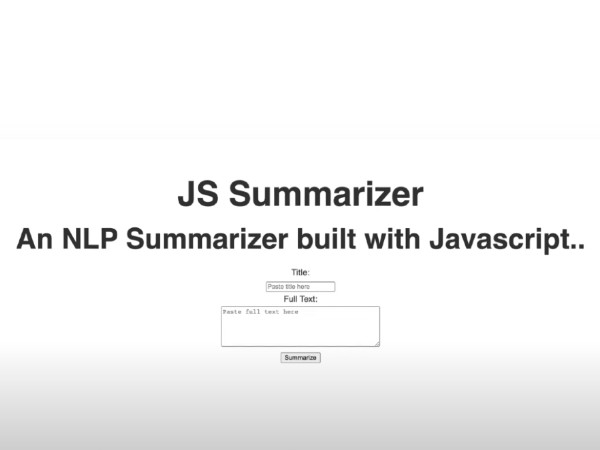 JS Summarizer
An NLP Summarizer built with Javascript..
Title:
Paste title here
Full Text:
Paste full text here
Summarize